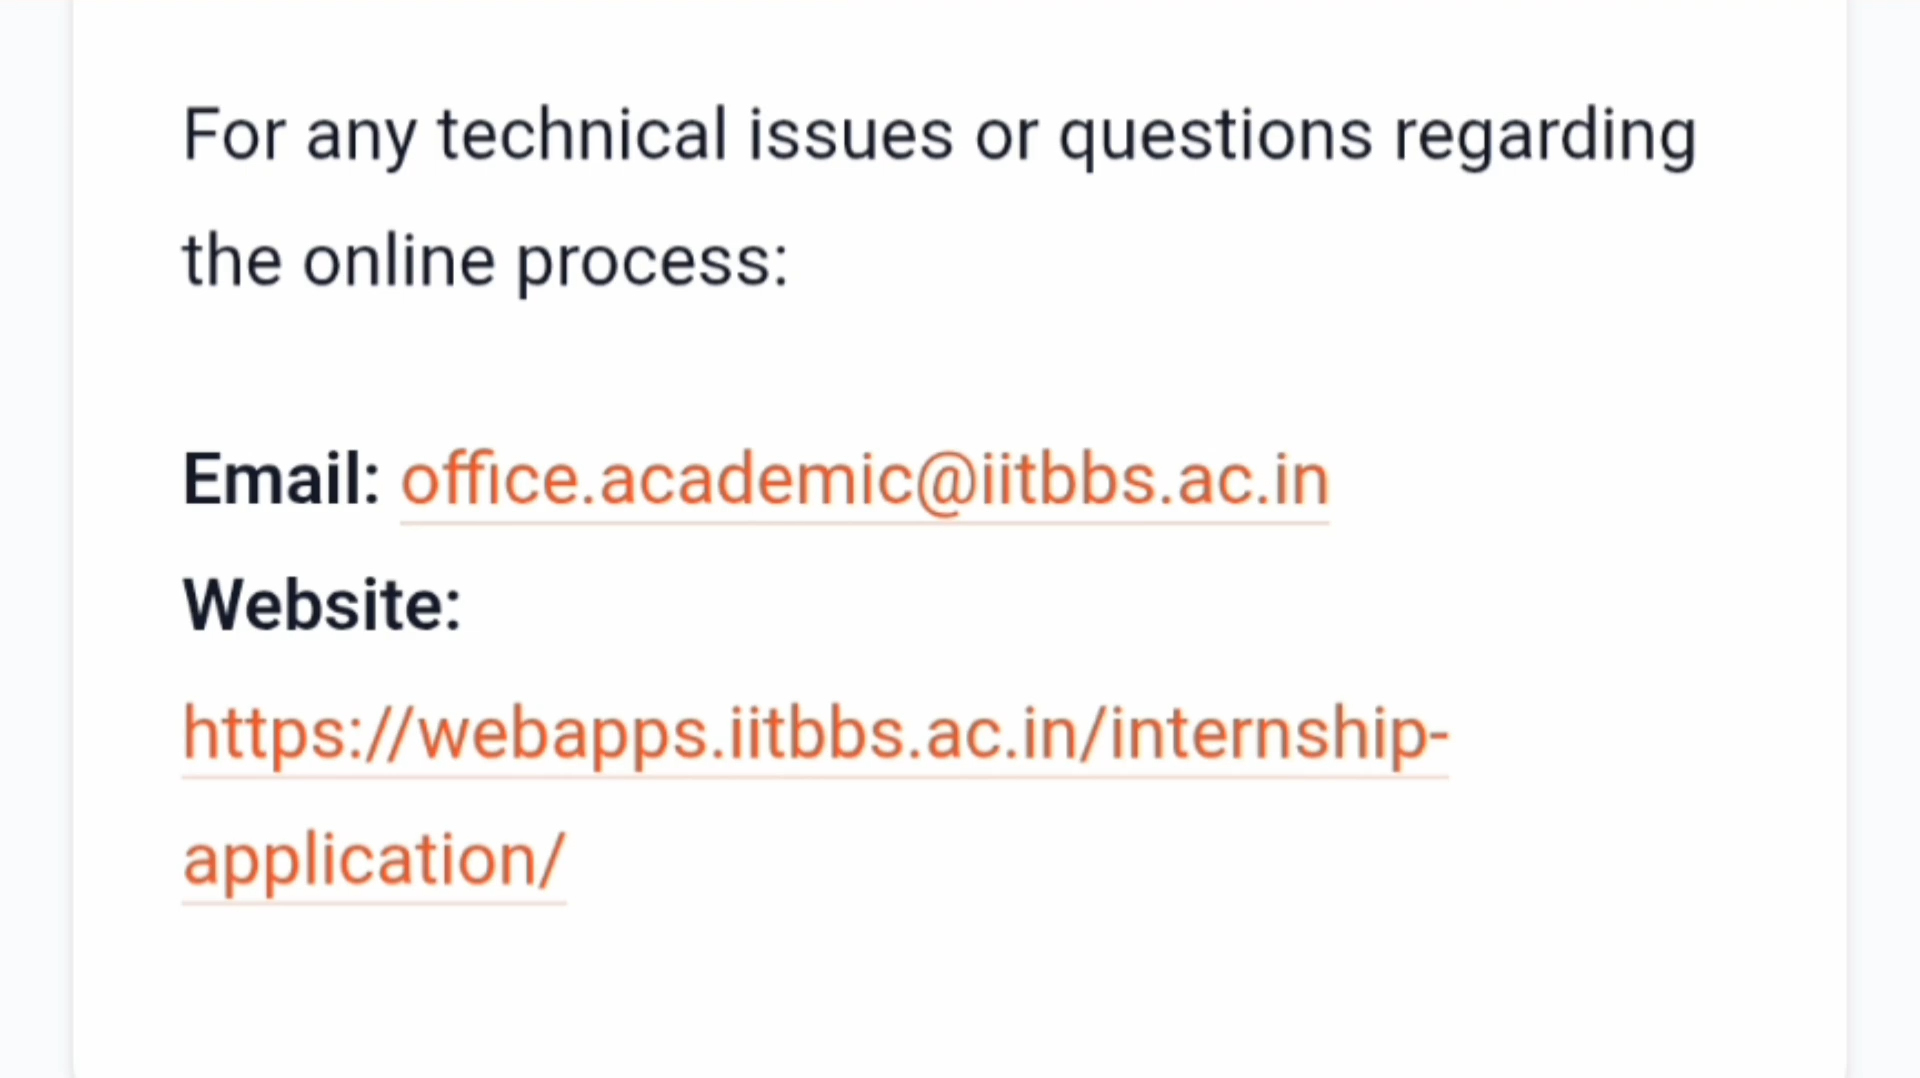 For any technical issues or questions regarding
the online process:
Email: office.academic@iitbbs.ac.in
Website:
https://webapps.iitbbs.ac.in/internship-
application/